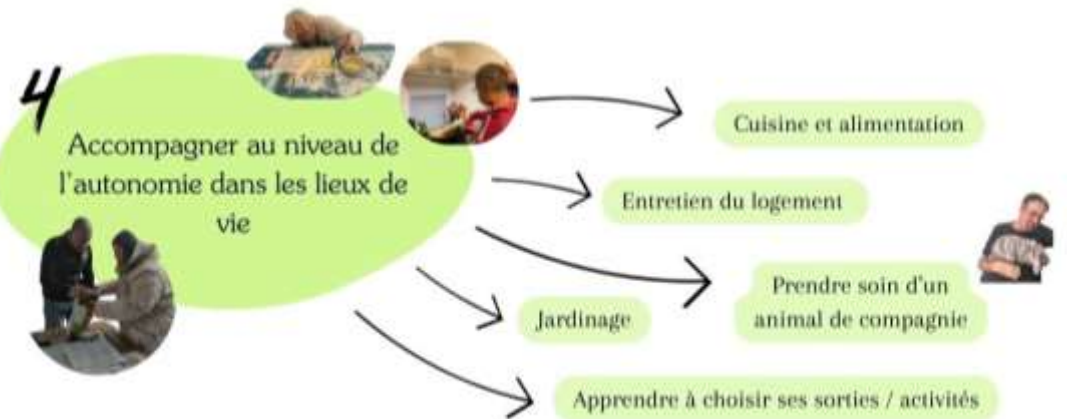 4
Accompagner au niveau de
l'autonomie dans les lieux de
vie
Cuisine et alimentation
Entretien du logement
Prendre soin d'un
animal de compagnie
Jardinage
Apprendre à choisir ses sorties / activités